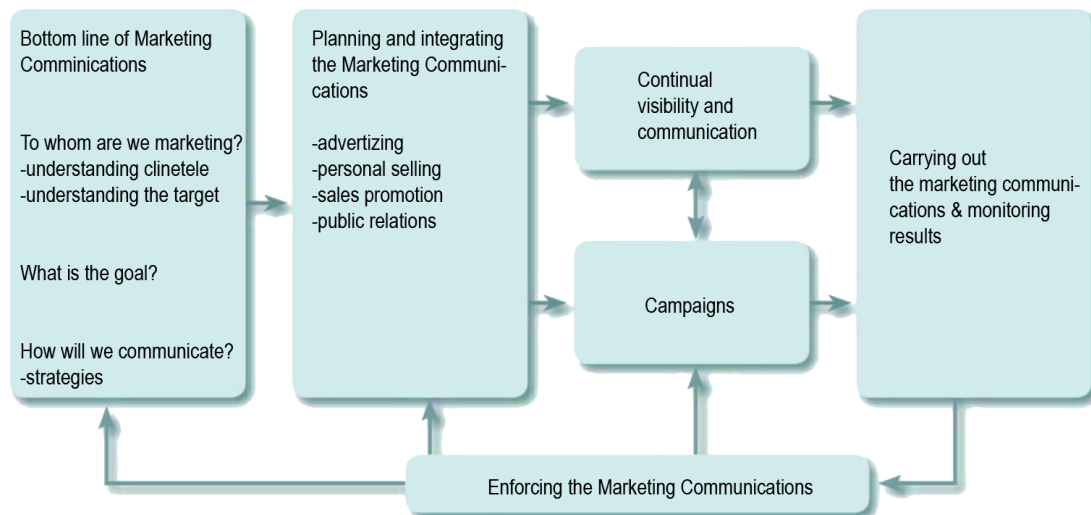 Bottom line of Marketing
Comminications
To whom are we marketing?
-understanding clinetele
-understanding the target
What is the goal?
How will we communicate?
-strategies
Planning and integrating
the Marketing Communi-
cations
-advertizing
-personal selling
-sales promotion
-public relations
Continual
visibility and
communication
Campaigns
Carrying out
the marketing communi-
cations & monitoring
results
Enforcing the Marketing Communications